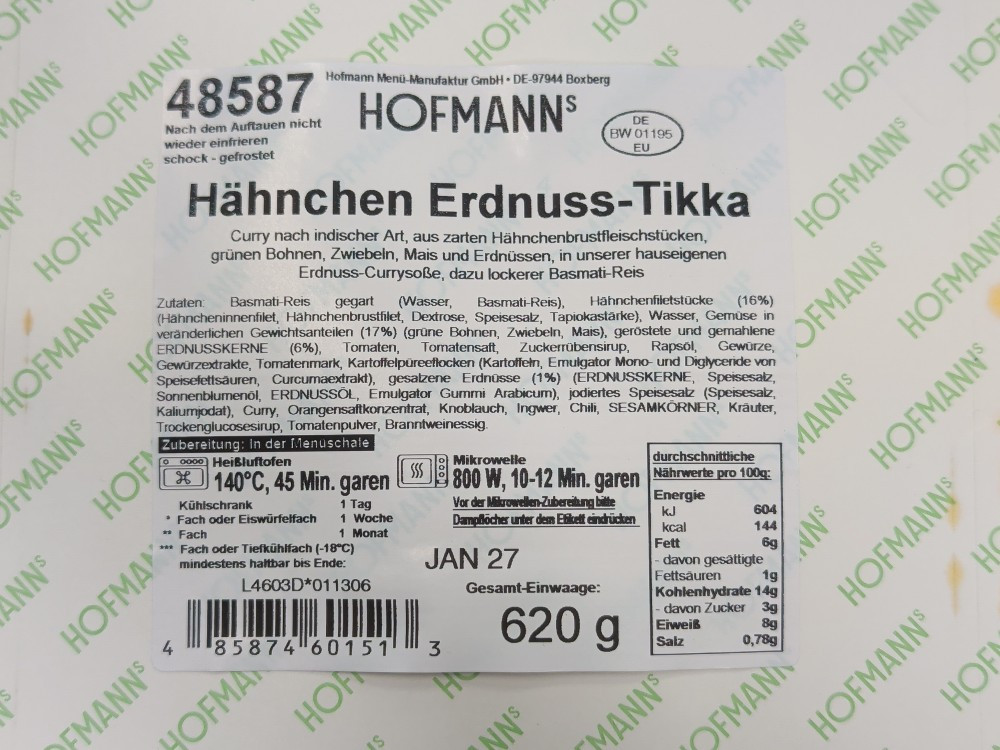 48587
Hofmann Menü-Manufaktur GmbH • DE-97944 Boxberg
HOFMANNS
Nach dem Auftauen nicht
wieder einfrieren
schock - gefrostet
DE
BW 01195
EU
Hähnchen Erdnuss-Tikka
Curry nach indischer Art, aus zarten Hähnchenbrustfleischstücken,
grünen Bohnen, Zwiebeln, Mais und Erdnüssen, in unserer hauseigenen
Erdnuss-Currysoße, dazu lockerer Basmati-Reis
Zutaten: Basmati-Reis gegart (Wasser, Basmati-Reis), Hähnchenfiletstücke (16%)
(Hähncheninnenfilet, Hähnchenbrustfilet, Dextrose, Speisesalz, Tapiokastärke), Wasser, Gemüse in
veränderlichen Gewichtsanteilen (17%) (grüne Bohnen, Zwiebeln, Mais), geröstete und gemahlene
ERDNUSSKERNE (6%), Tomaten, Tomatensaft, Zuckerrübensirup, Rapsöl, Gewürze,
Gewürzextrakte, Tomatenmark, Kartoffelpüreeflocken (Kartoffeln, Emulgator Mono- und Diglyceride von
Speisefettsäuren, Curcumaextrakt), gesalzene Erdnüsse (1%) (ERDNUSSKERNE, Speisesalz,
Sonnenblumenöl, ERDNUSSÖL, Emulgator Gummi Arabicum), jodiertes Speisesalz (Speisesalz,
Kaliumjodat), Curry, Orangensaftkonzentrat, Knoblauch, Ingwer, Chili, SESAMKÖRNER, Kräuter,
Trockenglucosesirup, Tomatenpulver, Branntweinessig.
Zubereitung: In der Menuschale
Heißluftofen
140°C, 45 Min. garen
Mikrowelle
800 W, 10-12 Min. garen
Vor der Mikrowellen-Zubereitung bitte
Dampflöcher unter dem Etikett eindrücken
Kühlschrank 1 Tag
* Fach oder Eiswürfelfach 1 Woche
** Fach 1 Monat
*** Fach oder Tiefkühlfach (-18°C)
mindestens haltbar bis Ende:
JAN 27
L4603D*011306
4 85874 60151 3
Gesamt-Einwaage:
620 g
durchschnittliche
Nährwerte pro 100g:
Energie
kJ 604
kcal 144
Fett 6g
- davon gesättigte
Fettsäuren 1g
Kohlenhydrate 14g
- davon Zucker 3g
Eiweiß 8g
Salz 0,78g